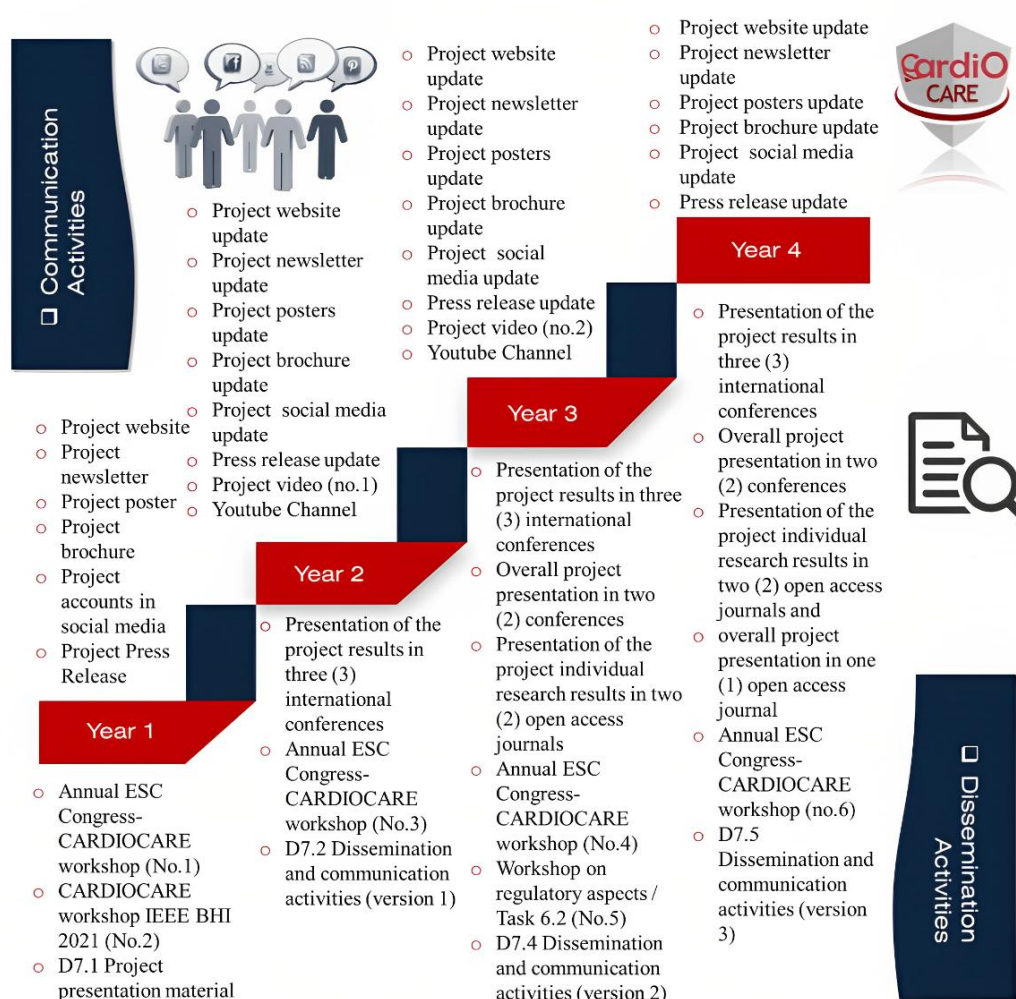 Communication
Activities
CardiO
CARE
Project website
Project
newsletter
Project poster
Project
brochure
Project
accounts in
social media
Project Press
Release
Year 1
Annual ESC
Congress-
CARDIOCARE
workshop (No.1)
CARDIOCARE
workshop IEEE BHI
2021 (No.2)
D7.1 Project
presentation material
Project website
update
Project newsletter
update
Project posters
update
Project brochure
update
Project social media
update
Press release update
Project video (no.1)
Youtube Channel
Year 2
Presentation of the
project results in
three (3)
international
conferences
Annual ESC
Congress-
CARDIOCARE
workshop (No.3)
D7.2 Dissemination
and communication
activities (version 1)
Project website
update
Project newsletter
update
Project posters
update
Project brochure
update
Project social
media update
Press release update
Project video (no.2)
Youtube Channel
Year 3
Presentation of the
project results in three
(3) international
conferences
Overall project
presentation in two
(2) conferences
Presentation of the
project individual
research results in two
(2) open access
journals
Annual ESC
Congress-
CARDIOCARE
workshop (No.4)
Workshop on
regulatory aspects /
Task 6.2 (No.5)
D7.4 Dissemination
and communication
activities (version 2)
Project website update
Project newsletter
update
Project posters update
Project brochure update
Project social media
update
Press release update
Year 4
Presentation of the
project results in
three (3)
international
conferences
Overall project
presentation in two
(2) conferences
Presentation of the
project individual
research results in
two (2) open access
journals and
overall project
presentation in one
(1) open access
journal
Annual ESC
Congress-
CARDIOCARE
workshop (no.6)
D7.5
Dissemination and
communication
activities (version
3)
Dissemination
Activities